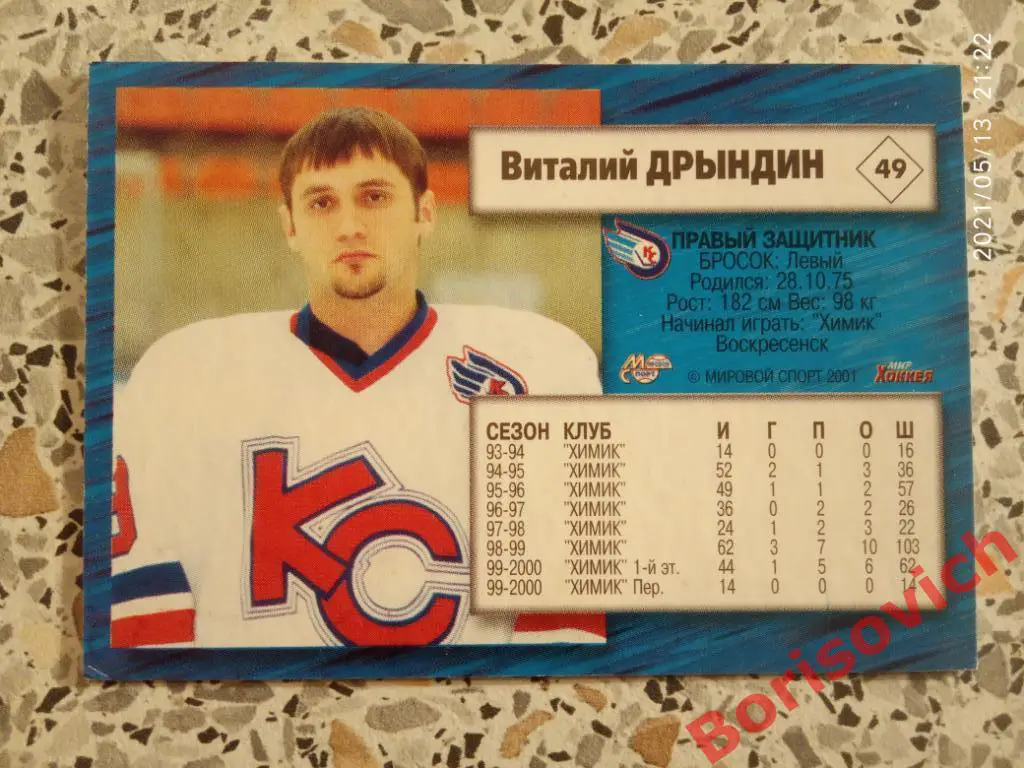 Виталий ДРЫНДИН
49
ПРАВЫЙ ЗАЩИТНИК
БРОСОК: Левый
Родился: 28.10.75
Рост: 182 см Вес: 98 кг
Начинал играть: "Химик"
Воскресенск
МИР ХОККЕЯ
© МИРОВОЙ СПОРТ 2001
СЕЗОН КЛУБ И Г П О Ш
93-94 "ХИМИК" 14 0 0 0 16
94-95 "ХИМИК" 52 2 1 3 36
95-96 "ХИМИК" 49 1 1 2 57
96-97 "ХИМИК" 36 0 2 2 26
97-98 "ХИМИК" 24 1 2 3 22
98-99 "ХИМИК" 62 3 7 10 103
99-2000 "ХИМИК" 1-й эт. 44 1 5 6 62
99-2000 "ХИМИК" Пер. 14 0 0 0 14
КС
КС
КС
2021/05/13 21:22
Borisovich